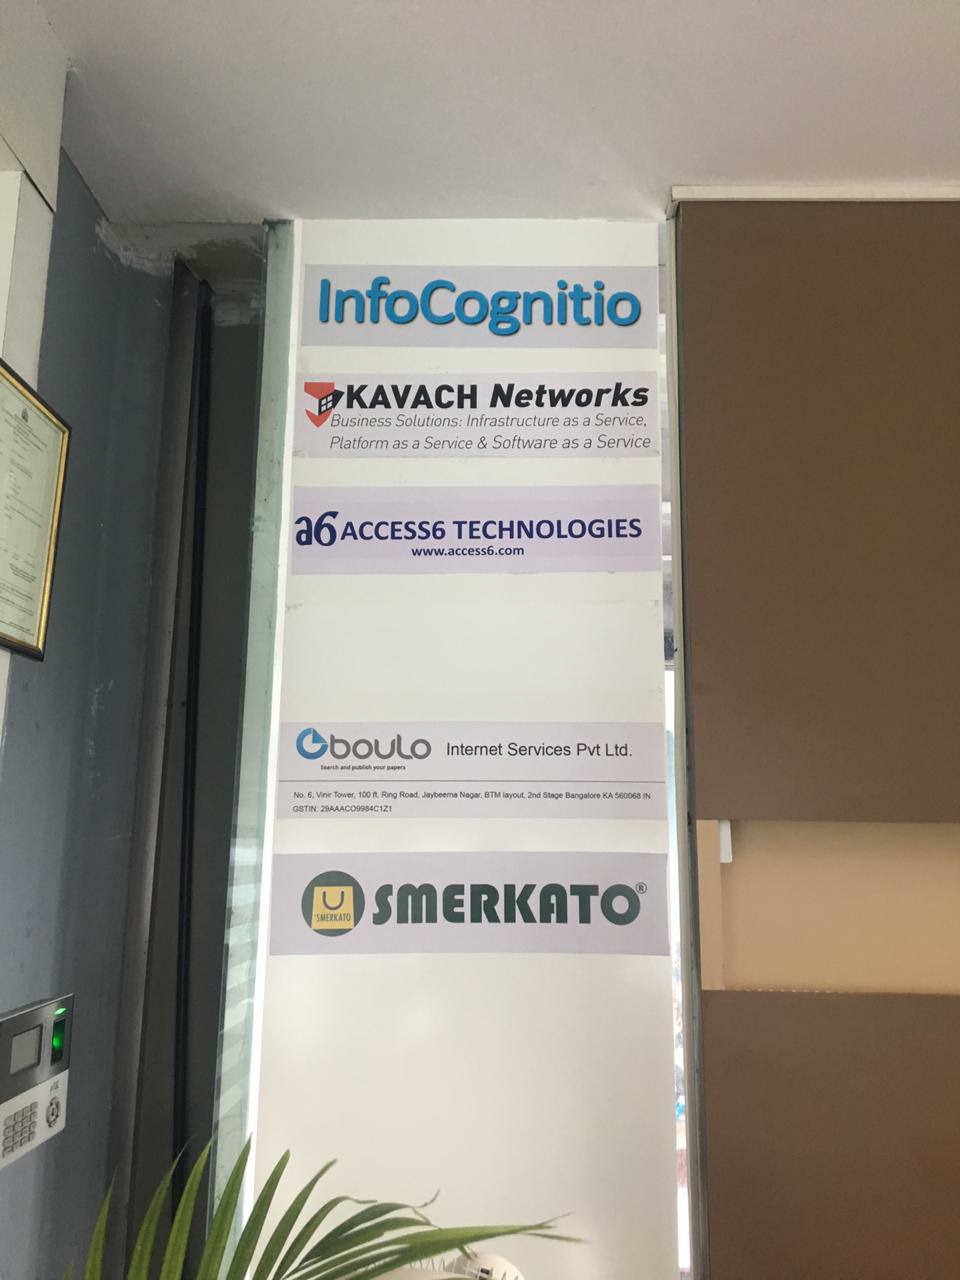 InfoCognitio
KAVACH Networks
Business Solutions: Infrastructure as a Service,
Platform as a Service & Software as a Service
a6 ACCESS6 TECHNOLOGIES
www.access6.com
Oboulo Internet Services Pvt Ltd.
Search and publish your papers
No. 6, Vinir Tower, 100 ft. Ring Road, Jaybeema Nagar, BTM layout, 2nd Stage Bangalore KA 560068 IN
GSTIN: 29AAACO9984C1Z1
SMERKATO SMERKATO®